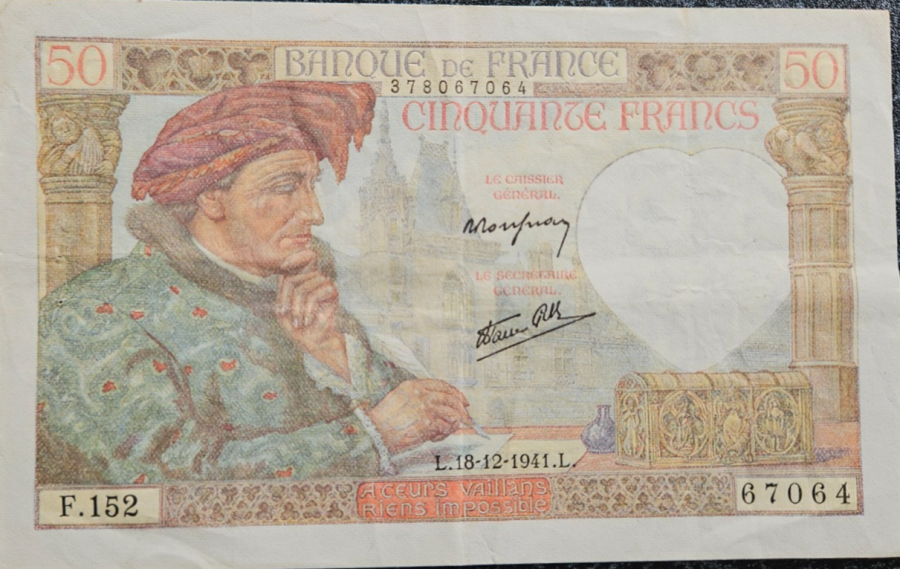 50
BANQUE DE FRANCE
50
378067064
CINQUANTE FRANCS
LE CAISSIER
GÉNÉRAL.
LE SECRÉTAIRE
GÉNÉRAL.
L.18-12-1941.L.
F.152
A CEURS VAILLANS
RIENS IMPOSSIBLE
67064